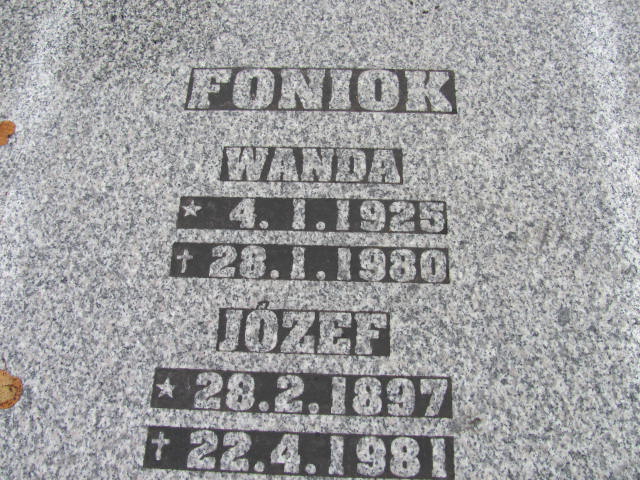 FONIOK
WANDA
* 4. 1. 1925
† 28.1.1980
JÓZEF
* 28.2.1897
† 22.4.1981